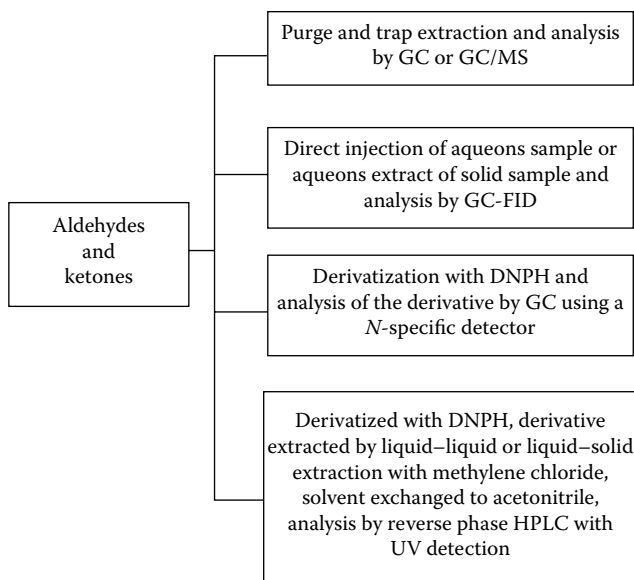 Purge and trap extraction and analysis
by GC or GC/MS
Direct injection of aqueons sample or
aqueons extract of solid sample and
analysis by GC-FID
Aldehydes
and
ketones
Derivatization with DNPH and
analysis of the derivative by GC using a
N-specific detector
Derivatized with DNPH, derivative
extracted by liquid–liquid or liquid–solid
extraction with methylene chloride,
solvent exchanged to acetonitrile,
analysis by reverse phase HPLC with
UV detection